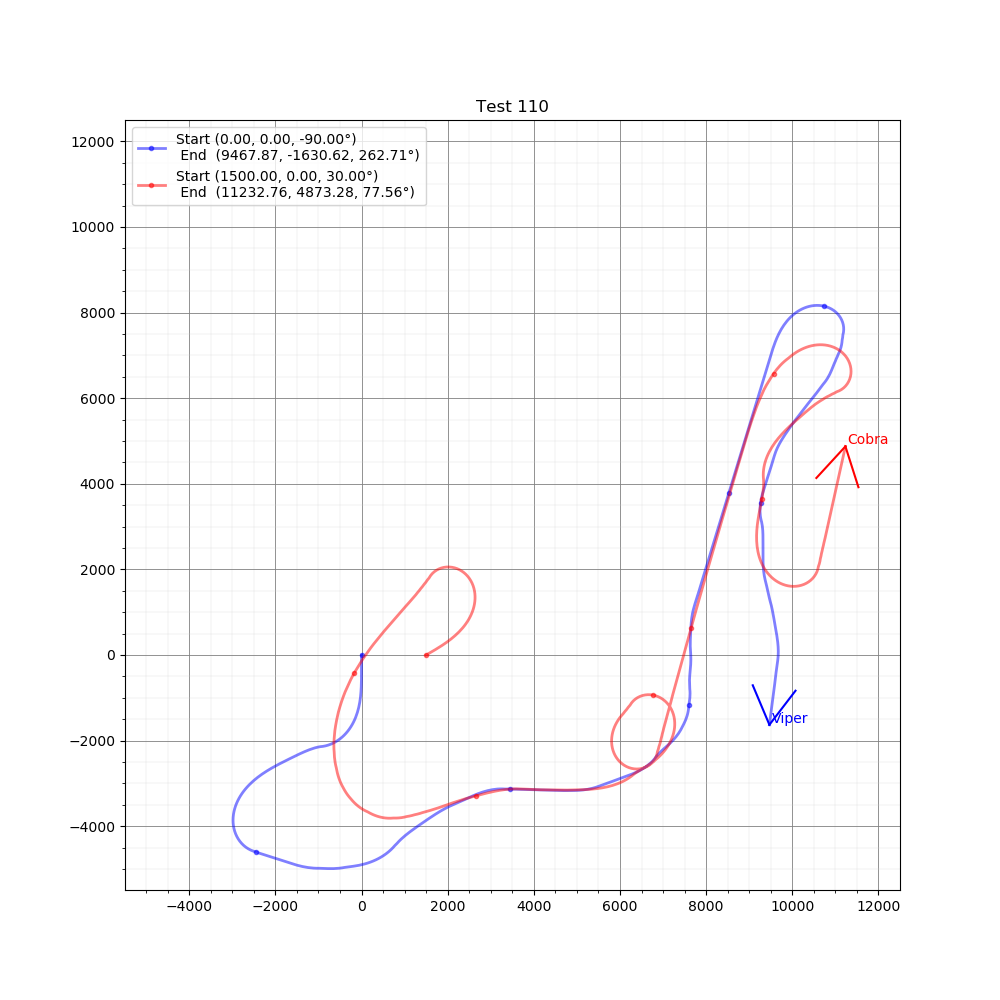 Test 110
Start (0.00, 0.00, -90.00°)
End  (9467.87, -1630.62, 262.71°)
Start (1500.00, 0.00, 30.00°)
End  (11232.76, 4873.28, 77.56°)
12000
10000
8000
6000
4000
2000
0
−2000
−4000
Cobra
Viper
−4000 −2000 0 2000 4000 6000 8000 10000 12000